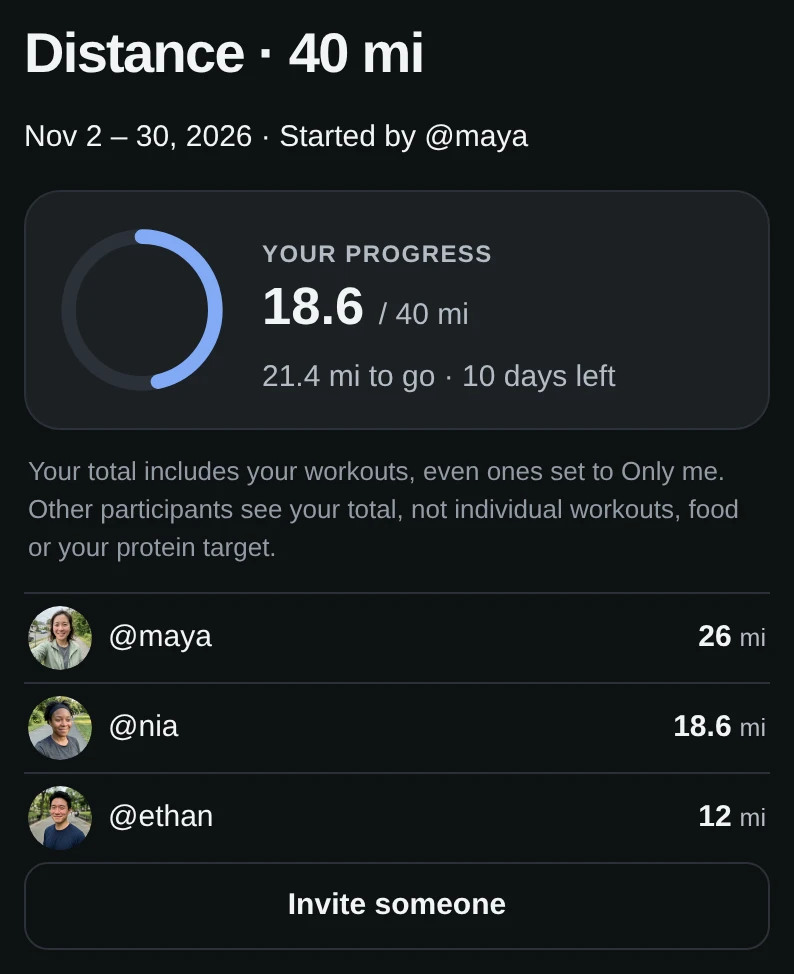 Distance · 40 mi
Nov 2 – 30, 2026 · Started by @maya
YOUR PROGRESS
18.6 / 40 mi
21.4 mi to go · 10 days left
Your total includes your workouts, even ones set to Only me.
Other participants see your total, not individual workouts, food
or your protein target.
@maya 26 mi
@nia 18.6 mi
@ethan 12 mi
Invite someone